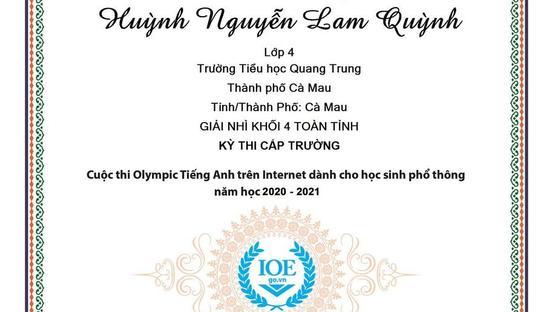 Huỳnh Nguyễn Lam Quỳnh
Lớp 4
Trường Tiểu học Quang Trung
Thành phố Cà Mau
Tỉnh/Thành Phố: Cà Mau
GIẢI NHÌ KHỐI 4 TOÀN TỈNH
KỲ THI CẤP TRƯỜNG
Cuộc thi Olympic Tiếng Anh trên Internet dành cho học sinh phổ thông
năm học 2020 - 2021
IOE
go.vn